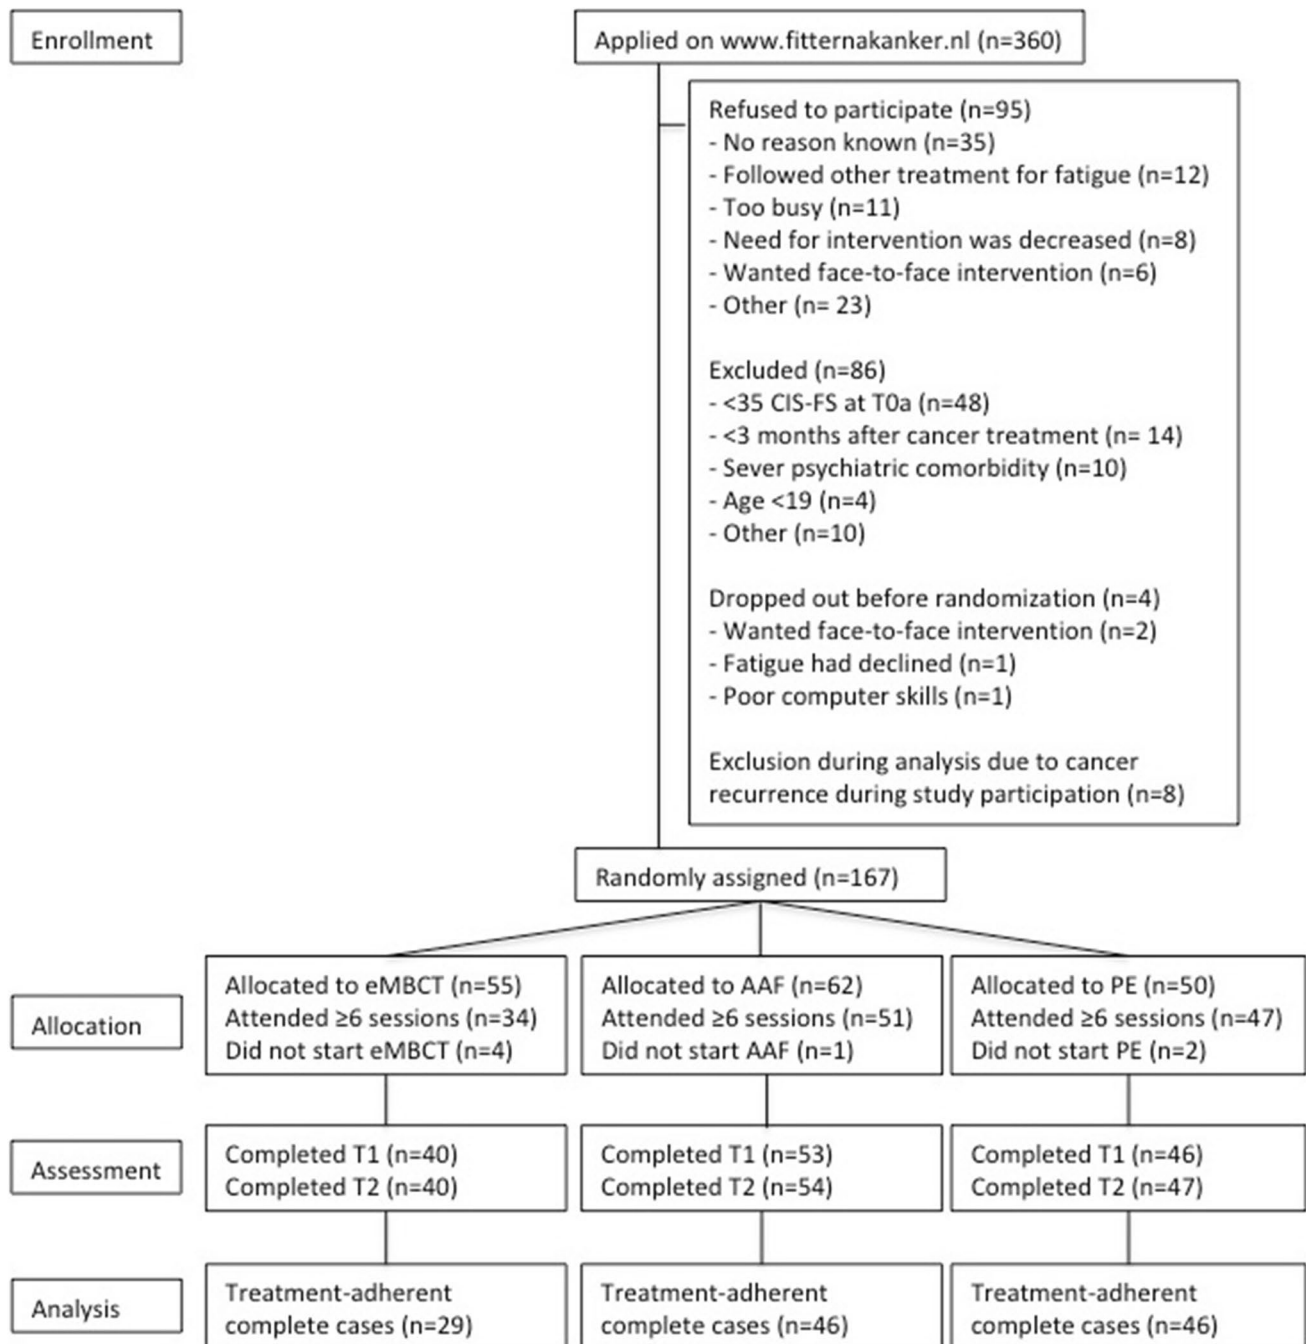 Enrollment
Applied on www.fitternakanker.nl (n=360)
Refused to participate (n=95)
- No reason known (n=35)
- Followed other treatment for fatigue (n=12)
- Too busy (n=11)
- Need for intervention was decreased (n=8)
- Wanted face-to-face intervention (n=6)
- Other (n= 23)
Excluded (n=86)
- <35 CIS-FS at T0a (n=48)
- <3 months after cancer treatment (n= 14)
- Sever psychiatric comorbidity (n=10)
- Age <19 (n=4)
- Other (n=10)
Dropped out before randomization (n=4)
- Wanted face-to-face intervention (n=2)
- Fatigue had declined (n=1)
- Poor computer skills (n=1)
Exclusion during analysis due to cancer
recurrence during study participation (n=8)
Randomly assigned (n=167)
Allocation
Allocated to eMBCT (n=55)
Attended ≥6 sessions (n=34)
Did not start eMBCT (n=4)
Allocated to AAF (n=62)
Attended ≥6 sessions (n=51)
Did not start AAF (n=1)
Allocated to PE (n=50)
Attended ≥6 sessions (n=47)
Did not start PE (n=2)
Assessment
Completed T1 (n=40)
Completed T2 (n=40)
Completed T1 (n=53)
Completed T2 (n=54)
Completed T1 (n=46)
Completed T2 (n=47)
Analysis
Treatment-adherent
complete cases (n=29)
Treatment-adherent
complete cases (n=46)
Treatment-adherent
complete cases (n=46)